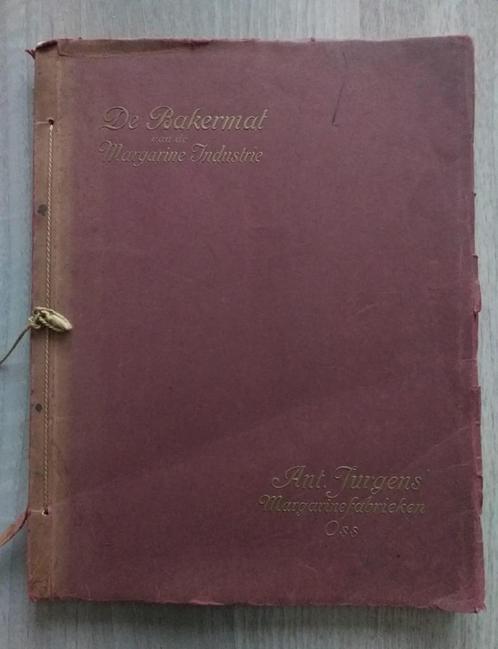 De Bakermat
van de
Margarine Industrie
Ant. Jurgens'
Margarinefabrieken
Oss